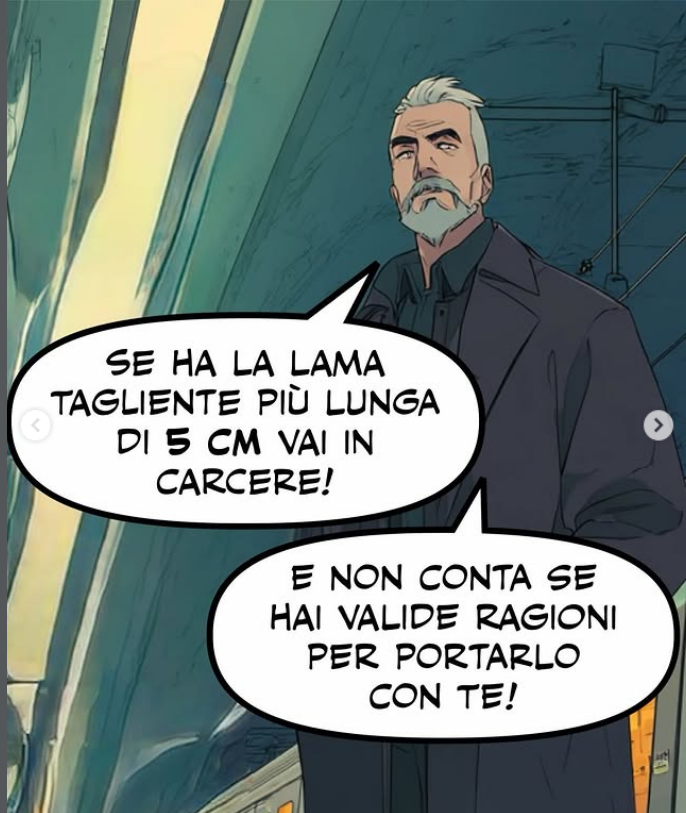 SE HA LA LAMA
TAGLIENTE PIÙ LUNGA
DI 5 CM VAI IN
CARCERE!
E NON CONTA SE
HAI VALIDE RAGIONI
PER PORTARLO
CON TE!